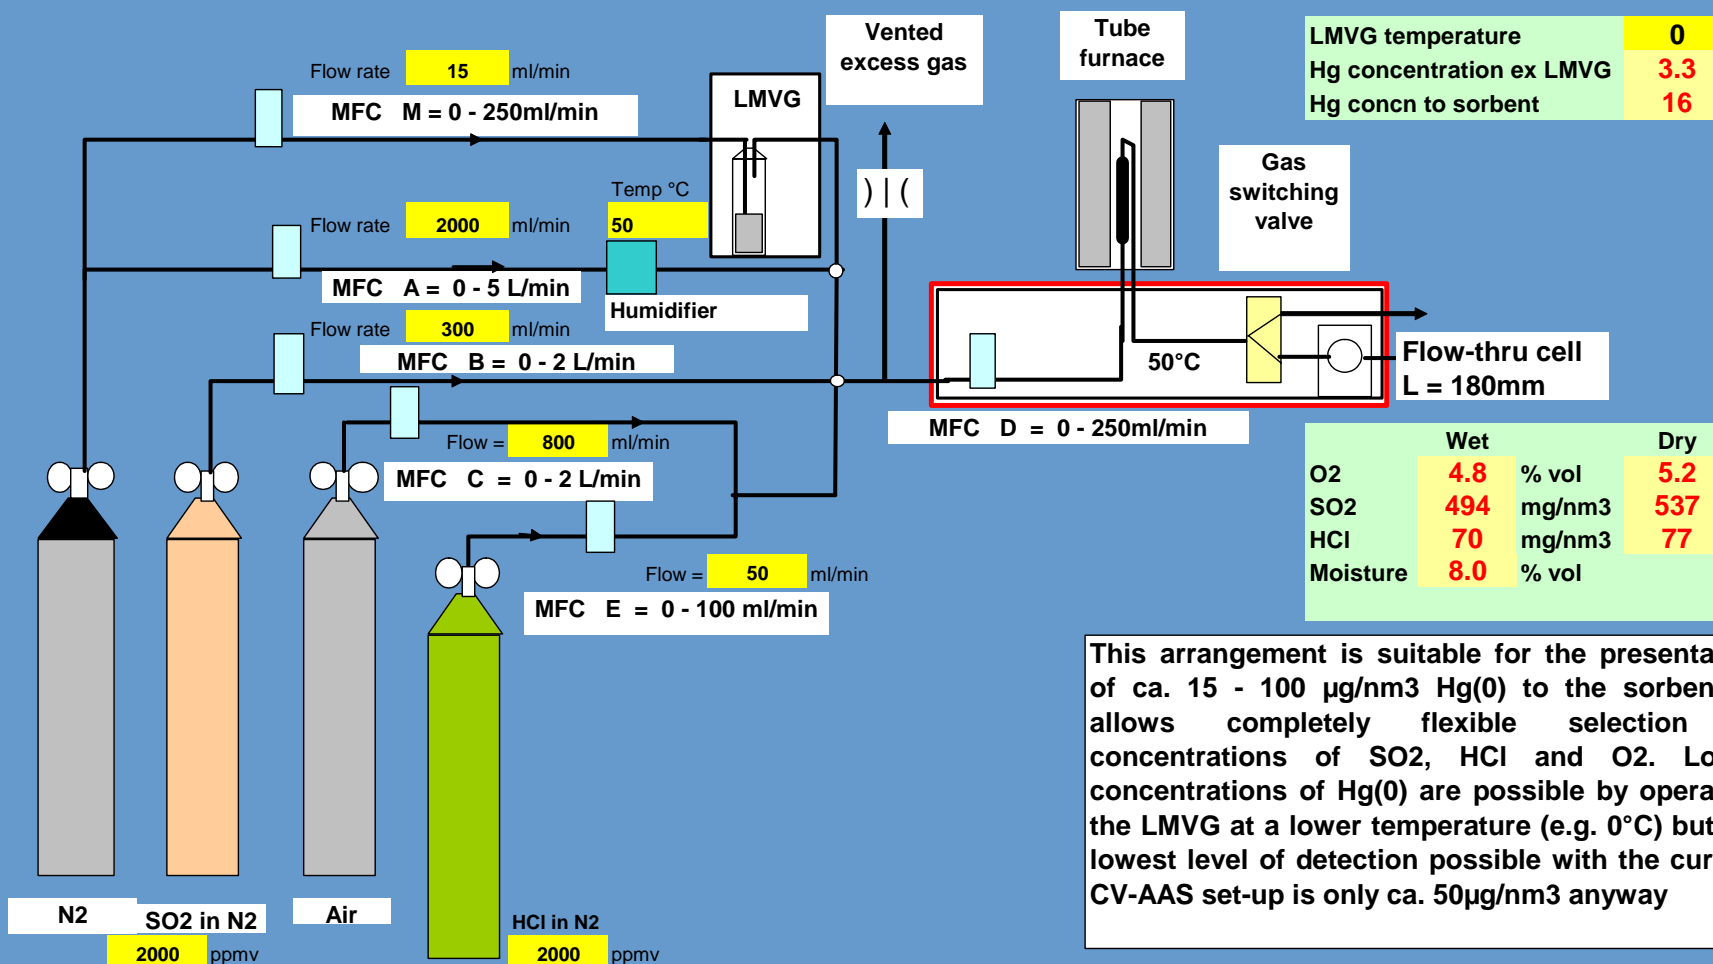 Vented
excess gas
Tube
furnace
LMVG temperature 0
Hg concentration ex LMVG 3.3
Hg concn to sorbent 16
Flow rate 15 ml/min
MFC M = 0 - 250ml/min
LMVG
Gas
switching
valve
) | (
Temp °C
50
Flow rate 2000 ml/min
MFC A = 0 - 5 L/min
Humidifier
Flow rate 300 ml/min
MFC B = 0 - 2 L/min
50°C
Flow-thru cell
L = 180mm
MFC D = 0 - 250ml/min
Flow = 800 ml/min
MFC C = 0 - 2 L/min
Wet Dry
O2 4.8 % vol 5.2
SO2 494 mg/nm3 537
HCl 70 mg/nm3 77
Moisture 8.0 % vol
Flow = 50 ml/min
MFC E = 0 - 100 ml/min
This arrangement is suitable for the presenta
of ca. 15 - 100 µg/nm3 Hg(0) to the sorben
allows completely flexible selection
concentrations of SO2, HCl and O2. Lo
concentrations of Hg(0) are possible by opera
the LMVG at a lower temperature (e.g. 0°C) but
lowest level of detection possible with the cur
CV-AAS set-up is only ca. 50µg/nm3 anyway
N2
SO2 in N2
Air
HCl in N2
2000 ppmv
2000 ppmv